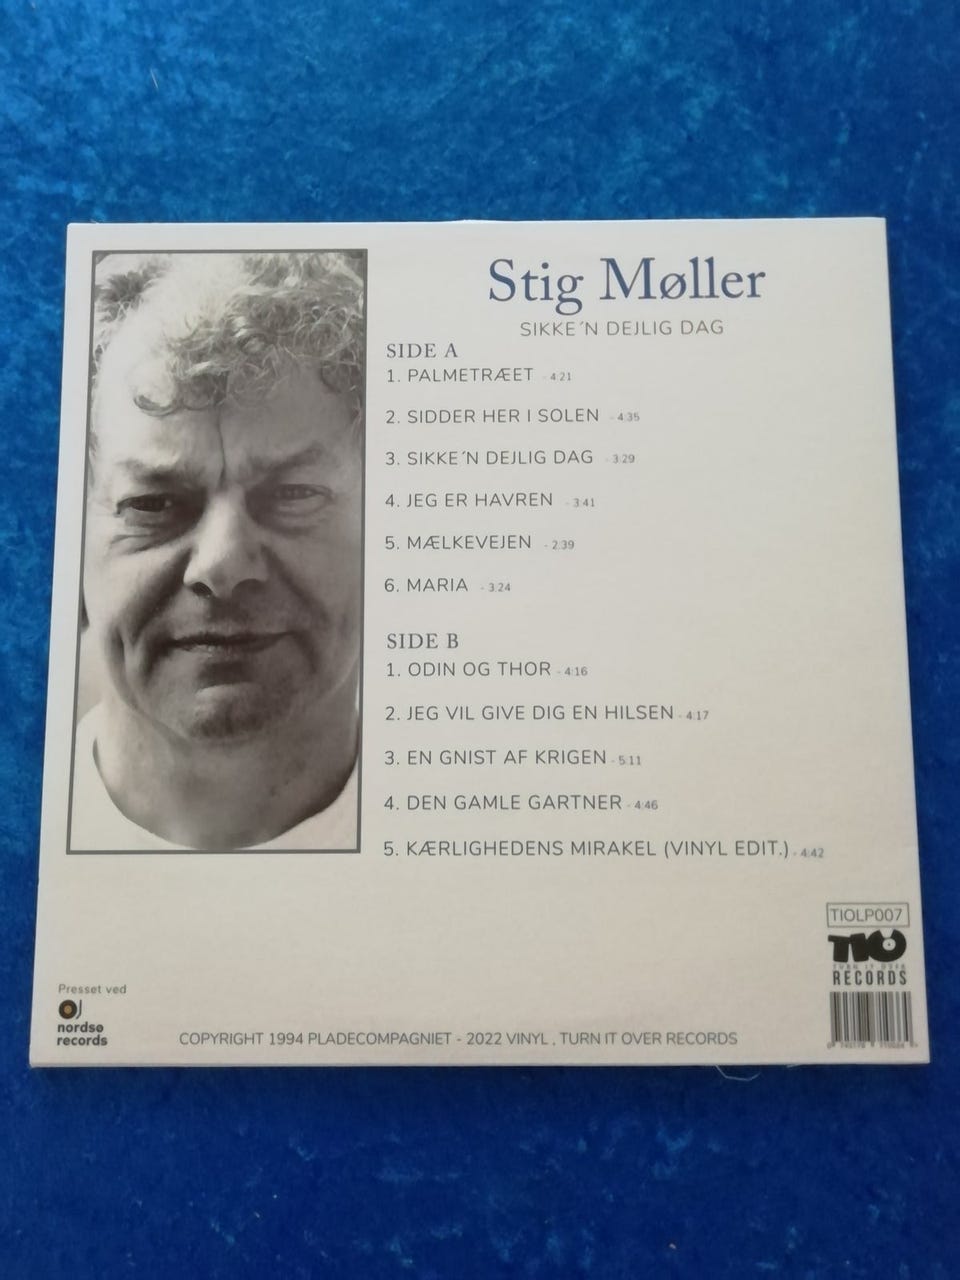 Stig Møller
SIKKE´N DEJLIG DAG
SIDE A
1. PALMETRÆET - 4:21
2. SIDDER HER I SOLEN - 4:35
3. SIKKE´N DEJLIG DAG - 3:29
4. JEG ER HAVREN - 3:41
5. MÆLKEVEJEN - 2:39
6. MARIA - 3:24
SIDE B
1. ODIN OG THOR - 4:16
2. JEG VIL GIVE DIG EN HILSEN - 4:17
3. EN GNIST AF KRIGEN - 5:11
4. DEN GAMLE GARTNER - 4:46
5. KÆRLIGHEDENS MIRAKEL (VINYL EDIT.) - 4:42
TIOLP007
TIO
TURN IT OVER
RECORDS
Presset ved
nordsø
records
COPYRIGHT 1994 PLADECOMPAGNIET - 2022 VINYL , TURN IT OVER RECORDS